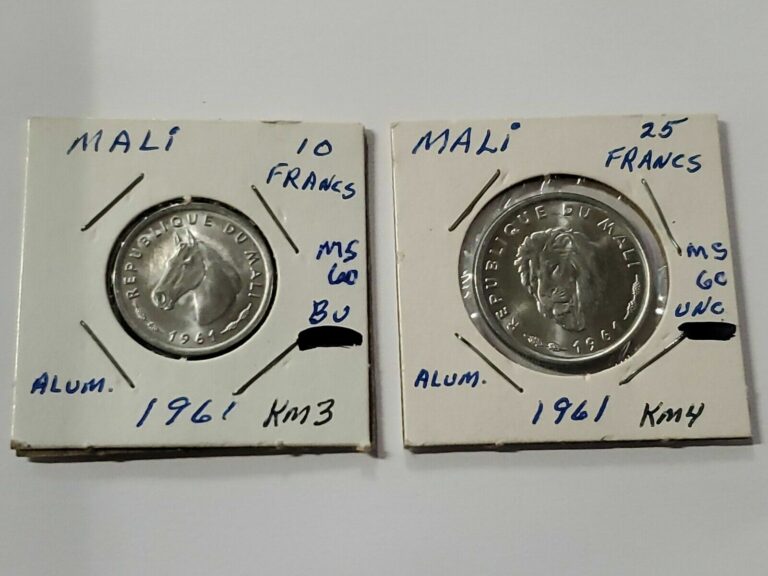 MALi
10
FRANCS
REPUBLIQUE DU MALI
1961
MS
60
BU
ALUM.
1961
KM3
MALi
25
FRANCS
REPUBLIQUE DU MALI
1961
MS
60
UNC
ALUM.
1961
KM4